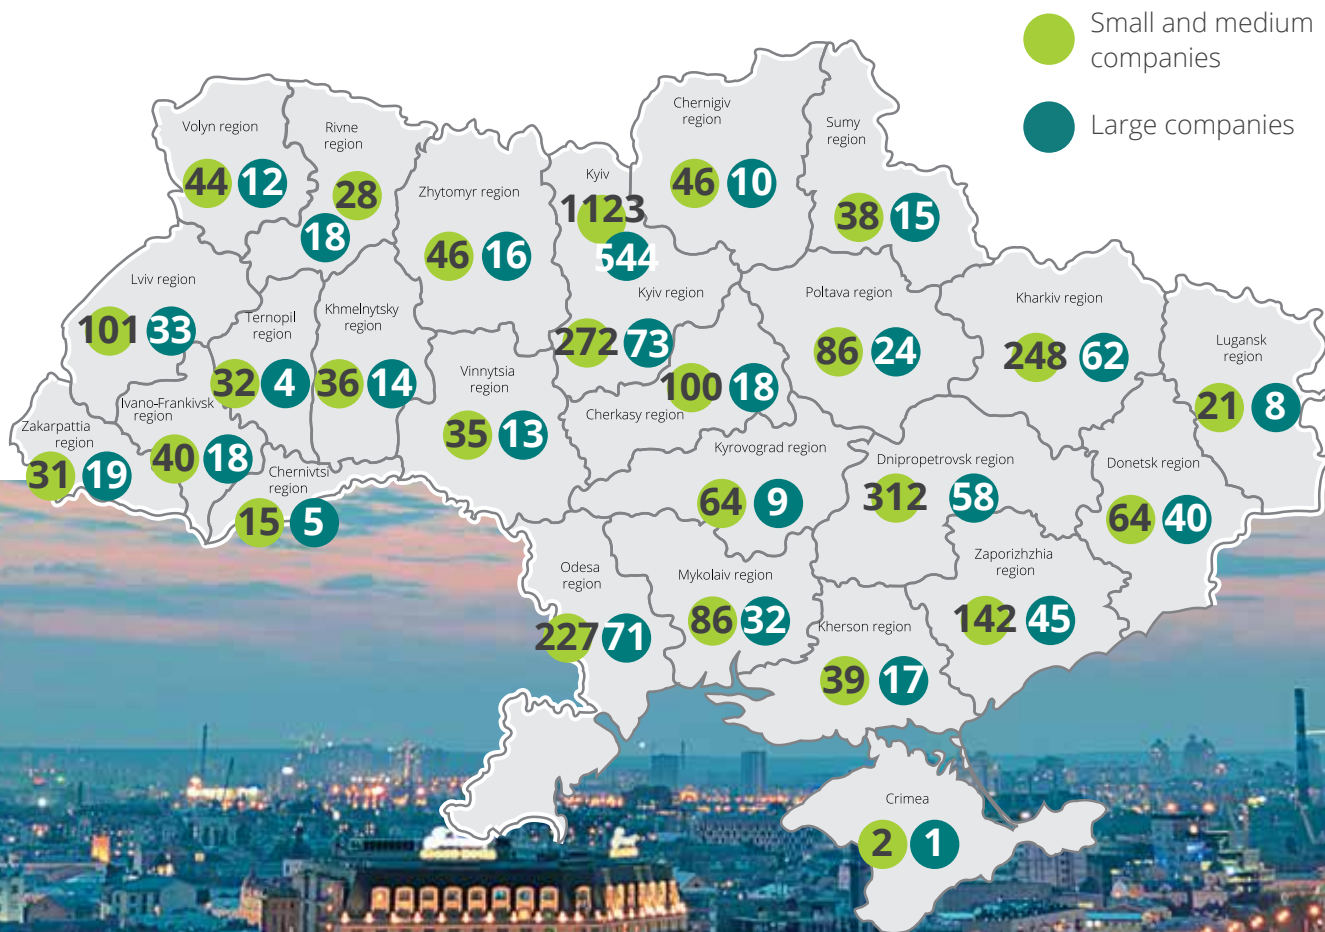 Small and medium
companies
Large companies
Volyn region
44 12
Rivne
region
28
18
Zhytomyr region
46 16
Kyiv
1123
544
Chernigiv
region
46 10
Sumy
region
38 15
Lviv region
101 33
Ternopil
region
32 4
Khmelnytsky
region
36 14
Vinnytsia
region
35 13
Kyiv region
272 73
100 18
Cherkasy region
Poltava region
86 24
Kharkiv region
248 62
Lugansk
region
21 8
Zakarpattia
region
31 19
Ivano-Frankivsk
region
40 18
Chernivtsi
region
15 5
Kyrovograd region
64 9
Dnipropetrovsk region
312 58
Donetsk region
64 40
Odesa
region
227 71
Mykolaiv region
86 32
Kherson region
39 17
Zaporizhzhia
region
142 45
Crimea
2 1